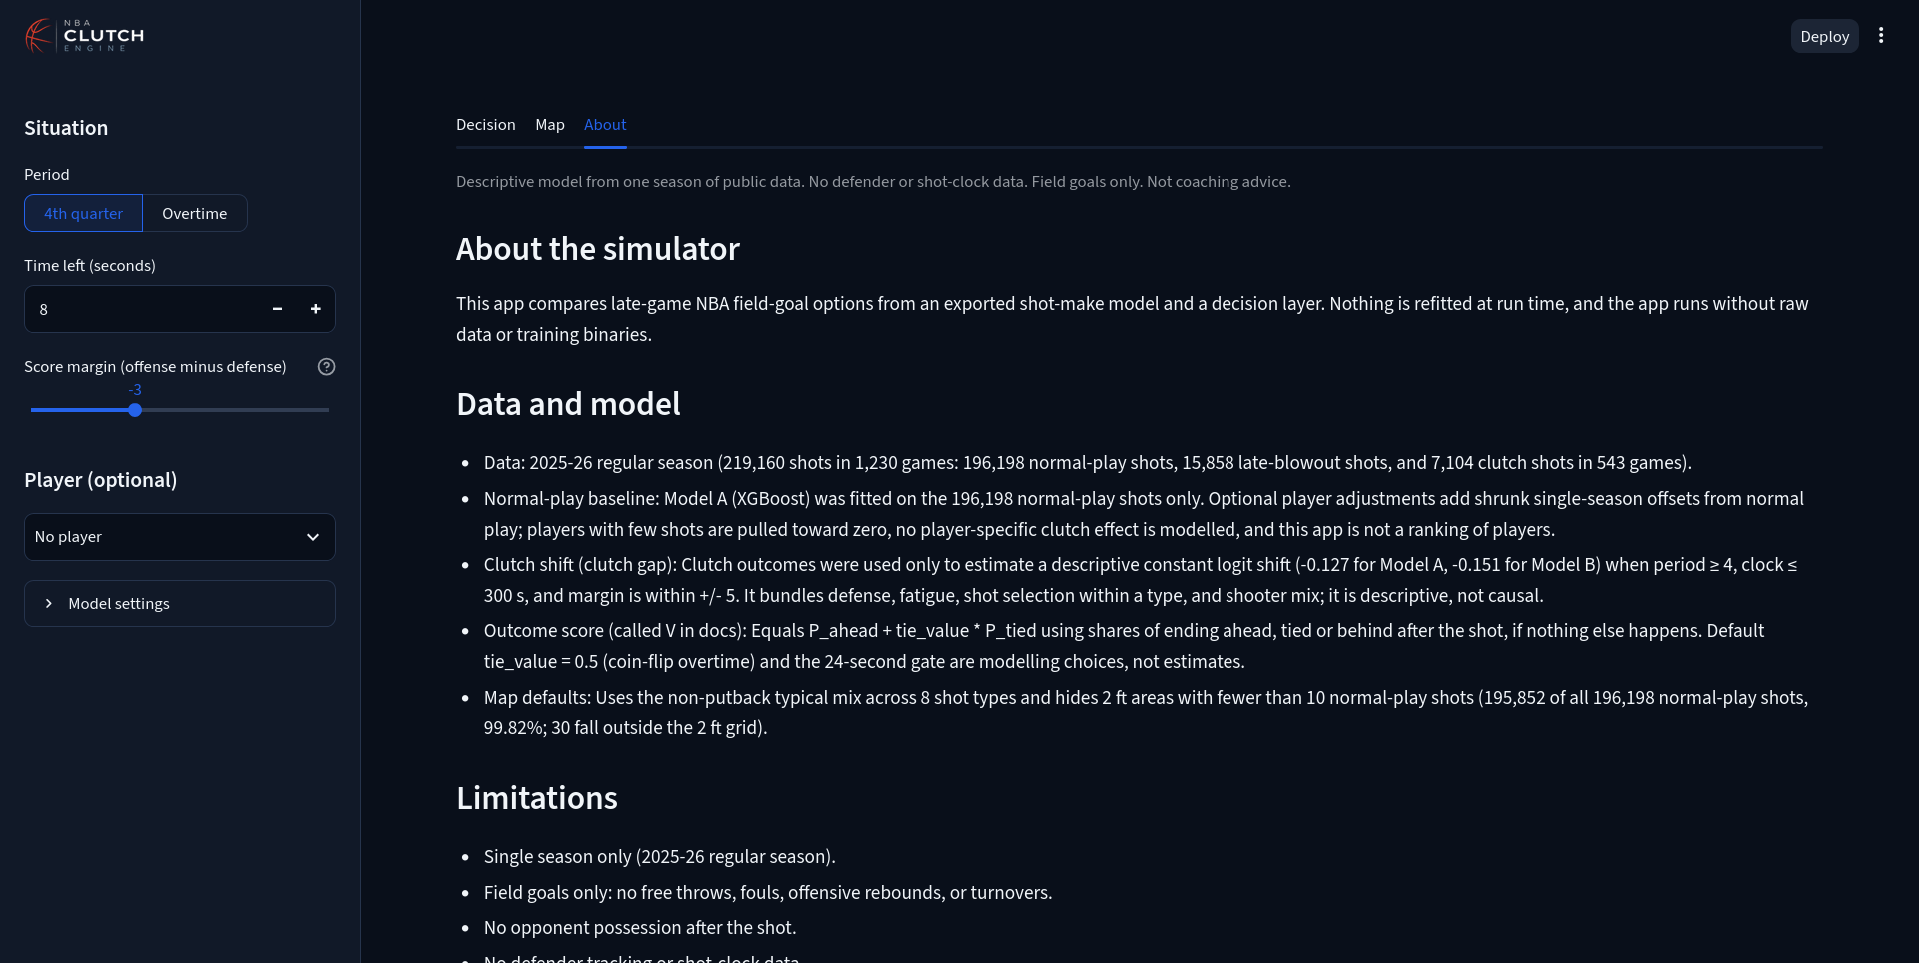 NBA
CLUTCH
ENGINE
Deploy
Situation
Period
4th quarter
Overtime
Time left (seconds)
8
Score margin (offense minus defense)
-3
Player (optional)
No player
Model settings
Decision
Map
About
Descriptive model from one season of public data. No defender or shot-clock data. Field goals only. Not coaching advice.
About the simulator
This app compares late-game NBA field-goal options from an exported shot-make model and a decision layer. Nothing is refitted at run time, and the app runs without raw
data or training binaries.
Data and model
• Data: 2025-26 regular season (219,160 shots in 1,230 games: 196,198 normal-play shots, 15,858 late-blowout shots, and 7,104 clutch shots in 543 games).
• Normal-play baseline: Model A (XGBoost) was fitted on the 196,198 normal-play shots only. Optional player adjustments add shrunk single-season offsets from normal
play; players with few shots are pulled toward zero, no player-specific clutch effect is modelled, and this app is not a ranking of players.
• Clutch shift (clutch gap): Clutch outcomes were used only to estimate a descriptive constant logit shift (-0.127 for Model A, -0.151 for Model B) when period ≥ 4, clock ≤
300 s, and margin is within +/- 5. It bundles defense, fatigue, shot selection within a type, and shooter mix; it is descriptive, not causal.
• Outcome score (called V in docs): Equals P_ahead + tie_value * P_tied using shares of ending ahead, tied or behind after the shot, if nothing else happens. Default
tie_value = 0.5 (coin-flip overtime) and the 24-second gate are modelling choices, not estimates.
• Map defaults: Uses the non-putback typical mix across 8 shot types and hides 2 ft areas with fewer than 10 normal-play shots (195,852 of all 196,198 normal-play shots,
99.82%; 30 fall outside the 2 ft grid).
Limitations
• Single season only (2025-26 regular season).
• Field goals only: no free throws, fouls, offensive rebounds, or turnovers.
• No opponent possession after the shot.
• No defender tracking or shot-clock data.